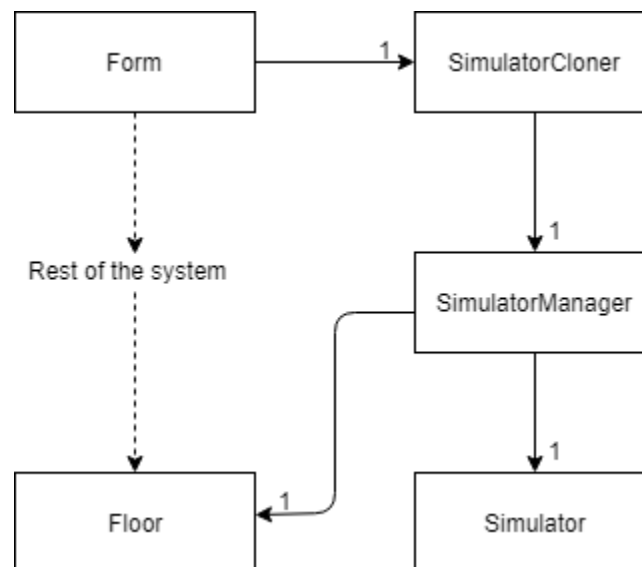 Form
1
SimulatorCloner
Rest of the system
1
SimulatorManager
1
Floor
1
Simulator